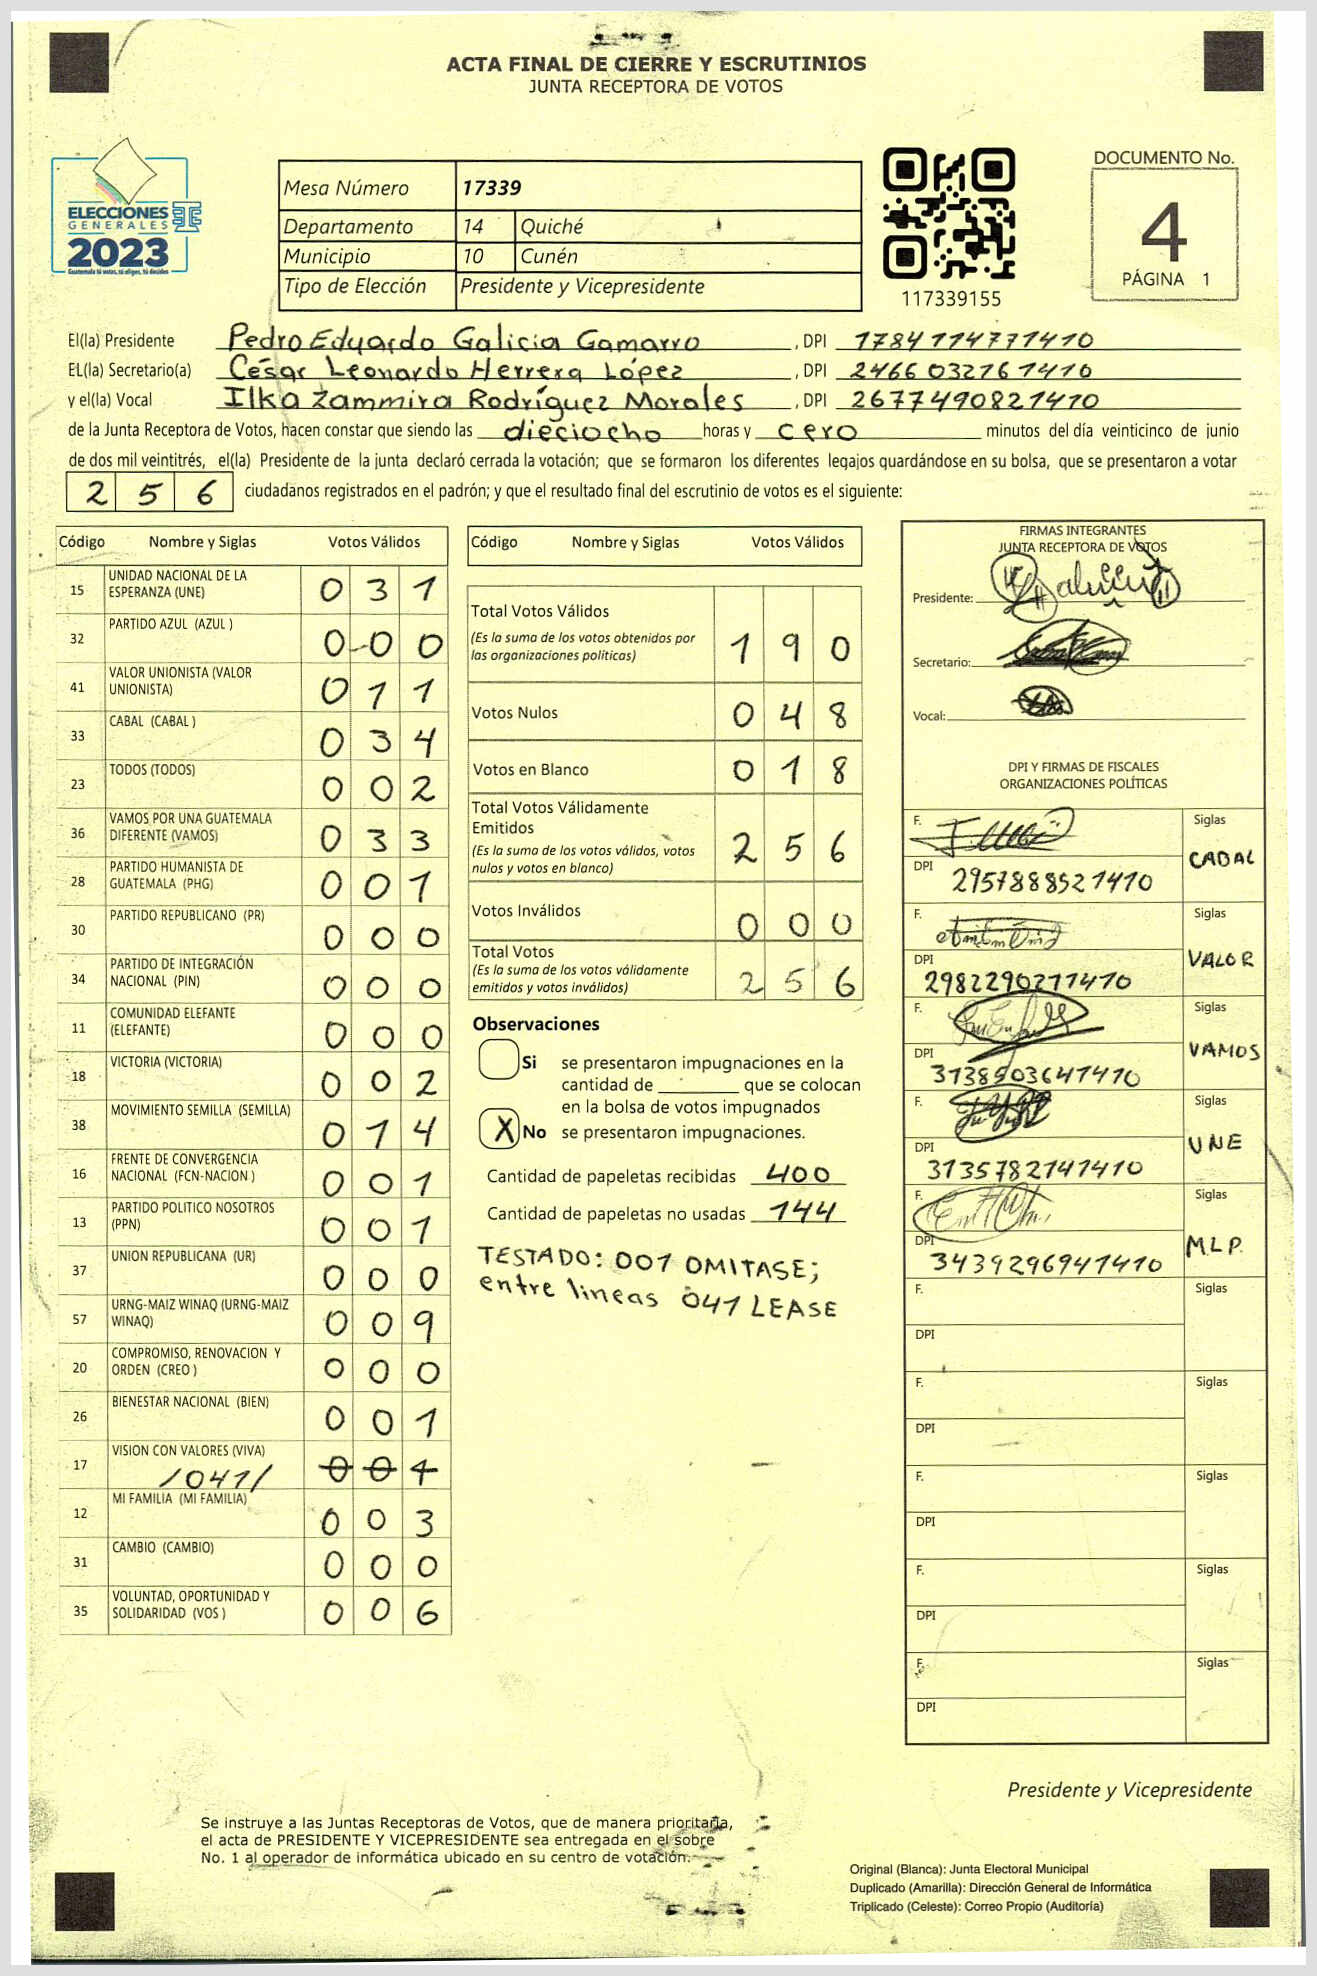 ACTA FINAL DE CIERRE Y ESCRUTINIOS
JUNTA RECEPTORA DE VOTOS
ELECCIONES
GENERALES
2023
Guatemala tú votas, tú eliges, tú decides
Mesa Número 17339
Departamento 14 Quiché
Municipio 10 Cunén
Tipo de Elección Presidente y Vicepresidente
117339155
DOCUMENTO No.
4
PÁGINA 1
El(la) Presidente Pedro Eduardo Galicia Gamarro, DPI 1784114771410
EL(la) Secretario(a) César Leonardo Herrera López, DPI 2466032761410
y el(la) Vocal Ilka Zammira Rodríguez Morales, DPI 2677490821410
de la Junta Receptora de Votos, hacen constar que siendo las dieciocho horas y cero minutos del día veinticinco de junio
de dos mil veintitrés, el(la) Presidente de la junta declaró cerrada la votación; que se formaron los diferentes legajos guardándose en su bolsa, que se presentaron a votar
2 5 6 ciudadanos registrados en el padrón; y que el resultado final del escrutinio de votos es el siguiente:
Código Nombre y Siglas Votos Válidos
15 UNIDAD NACIONAL DE LA ESPERANZA (UNE) 0 3 1
32 PARTIDO AZUL (AZUL ) 0 0 0
41 VALOR UNIONISTA (VALOR UNIONISTA) 0 1 1
33 CABAL (CABAL ) 0 3 4
23 TODOS (TODOS) 0 0 2
36 VAMOS POR UNA GUATEMALA DIFERENTE (VAMOS) 0 3 3
28 PARTIDO HUMANISTA DE GUATEMALA (PHG) 0 0 1
30 PARTIDO REPUBLICANO (PR) 0 0 0
34 PARTIDO DE INTEGRACIÓN NACIONAL (PIN) 0 0 0
11 COMUNIDAD ELEFANTE (ELEFANTE) 0 0 0
18 VICTORIA (VICTORIA) 0 0 2
38 MOVIMIENTO SEMILLA (SEMILLA) 0 1 4
16 FRENTE DE CONVERGENCIA NACIONAL (FCN-NACION ) 0 0 1
13 PARTIDO POLITICO NOSOTROS (PPN) 0 0 1
37 UNION REPUBLICANA (UR) 0 0 0
57 URNG-MAIZ WINAQ (URNG-MAIZ WINAQ) 0 0 9
20 COMPROMISO, RENOVACION Y ORDEN (CREO ) 0 0 0
26 BIENESTAR NACIONAL (BIEN) 0 0 1
17 VISION CON VALORES (VIVA) /041/ 0 0 1
12 MI FAMILIA (MI FAMILIA) 0 0 3
31 CAMBIO (CAMBIO) 0 0 0
35 VOLUNTAD, OPORTUNIDAD Y SOLIDARIDAD (VOS ) 0 0 6
Código Nombre y Siglas Votos Válidos
Total Votos Válidos
(Es la suma de los votos obtenidos por las organizaciones políticas) 1 9 0
Votos Nulos 0 4 8
Votos en Blanco 0 1 8
Total Votos Válidamente Emitidos
(Es la suma de los votos válidos, votos nulos y votos en blanco) 2 5 6
Votos Inválidos 0 0 0
Total Votos
(Es la suma de los votos válidamente emitidos y votos inválidos) 2 5 6
Observaciones
Si se presentaron impugnaciones en la
cantidad de ________ que se colocan
en la bolsa de votos impugnados
X No se presentaron impugnaciones.
Cantidad de papeletas recibidas 400
Cantidad de papeletas no usadas 144
TESTADO: 001 OMITASE;
entre lineas 041 LEASE
FIRMAS INTEGRANTES
JUNTA RECEPTORA DE VOTOS
Presidente:
Secretario:
Vocal:
DPI Y FIRMAS DE FISCALES
ORGANIZACIONES POLÍTICAS
F. Siglas
DPI 2957888521410 CABAL
F. Siglas
DPI 2982290271410 VALOR
F. Siglas
DPI 3138503641410 VAMOS
F. Siglas
DPI 3135782141410 UNE
F. Siglas
DPI 3439296941410 M.L.P.
F. Siglas
DPI
F. Siglas
DPI
F. Siglas
DPI
F. Siglas
DPI
F. Siglas
DPI
Presidente y Vicepresidente
Se instruye a las Juntas Receptoras de Votos, que de manera prioritaria,
el acta de PRESIDENTE Y VICEPRESIDENTE sea entregada en el sobre
No. 1 al operador de informática ubicado en su centro de votación.
Original (Blanca): Junta Electoral Municipal
Duplicado (Amarilla): Dirección General de Informática
Triplicado (Celeste): Correo Propio (Auditoría)